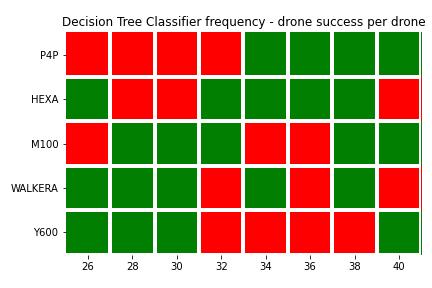 Decision Tree Classifier frequency - drone success per drone
P4P
HEXA
M100
WALKERA
Y600
26 28 30 32 34 36 38 40